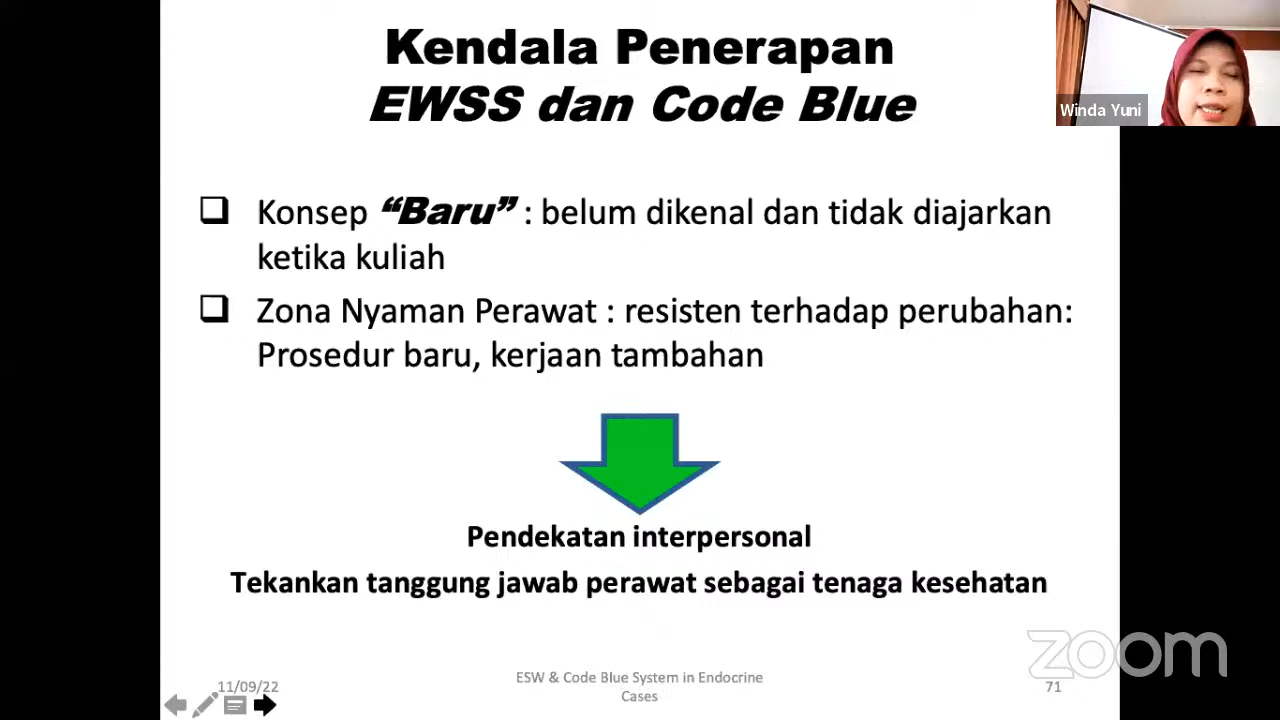 Kendala Penerapan
EWSS dan Code Blue
Winda Yuni
Konsep “Baru” : belum dikenal dan tidak diajarkan
ketika kuliah
Zona Nyaman Perawat : resisten terhadap perubahan:
Prosedur baru, kerjaan tambahan
Pendekatan interpersonal
Tekankan tanggung jawab perawat sebagai tenaga kesehatan
zoom
11/09/22
ESW & Code Blue System in Endocrine
Cases
71